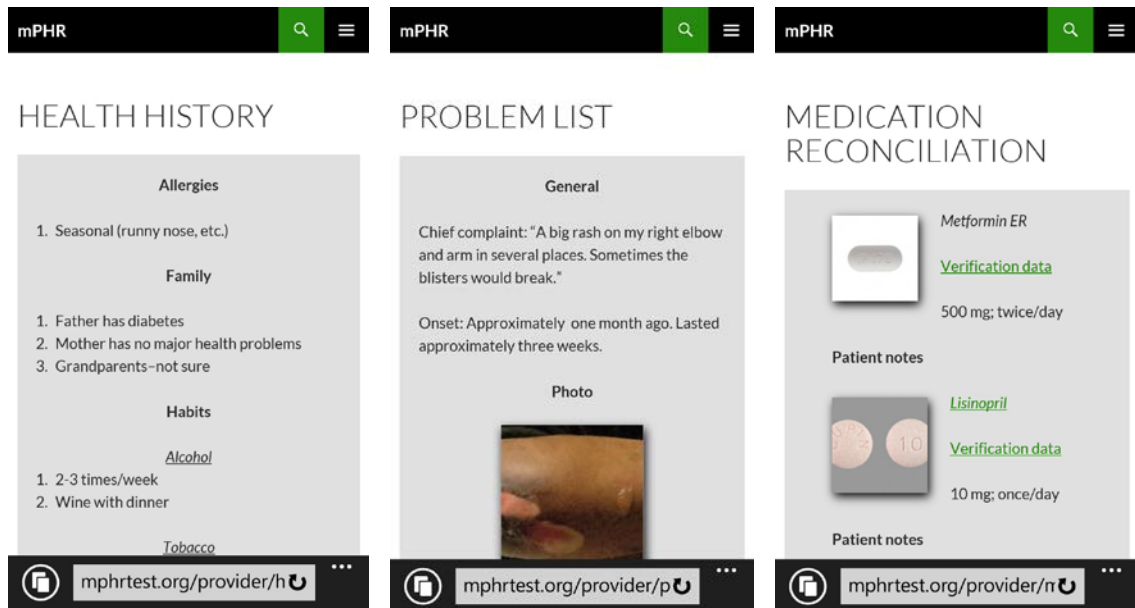 mPHR
HEALTH HISTORY
Allergies
1. Seasonal (runny nose, etc.)
Family
1. Father has diabetes
2. Mother has no major health problems
3. Grandparents–not sure
Habits
Alcohol
1. 2-3 times/week
2. Wine with dinner
Tobacco
mphrtest.org/provider/h
mPHR
PROBLEM LIST
General
Chief complaint: “A big rash on my right elbow
and arm in several places. Sometimes the
blisters would break.”
Onset: Approximately one month ago. Lasted
approximately three weeks.
Photo
mphrtest.org/provider/p
mPHR
MEDICATION
RECONCILIATION
Metformin ER
Verification data
500 mg; twice/day
Patient notes
Lisinopril
Verification data
10
10 mg; once/day
Patient notes
mphrtest.org/provider/